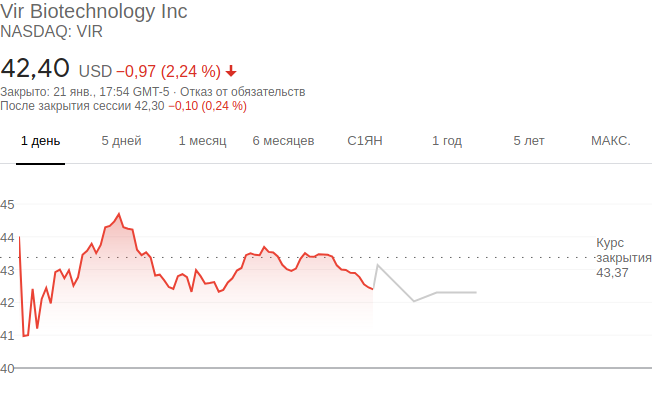 Vir Biotechnology Inc
NASDAQ: VIR
42,40 USD −0,97 (2,24 %)
Закрыто: 21 янв., 17:54 GMT-5 · Отказ от обязательств
После закрытия сессии 42,30 −0,10 (0,24 %)
1 день 5 дней 1 месяц 6 месяцев С1ЯН 1 год 5 лет МАКС.
45
44
43
42
41
40
Курс
закрытия
43,37